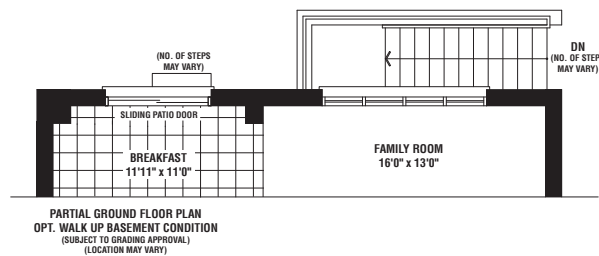 (NO. OF STEPS
MAY VARY)
DN
(NO. OF STEP
MAY VARY)
SLIDING PATIO DOOR
BREAKFAST
11'11" x 11'0"
FAMILY ROOM
16'0" x 13'0"
PARTIAL GROUND FLOOR PLAN
OPT. WALK UP BASEMENT CONDITION
(SUBJECT TO GRADING APPROVAL)
(LOCATION MAY VARY)